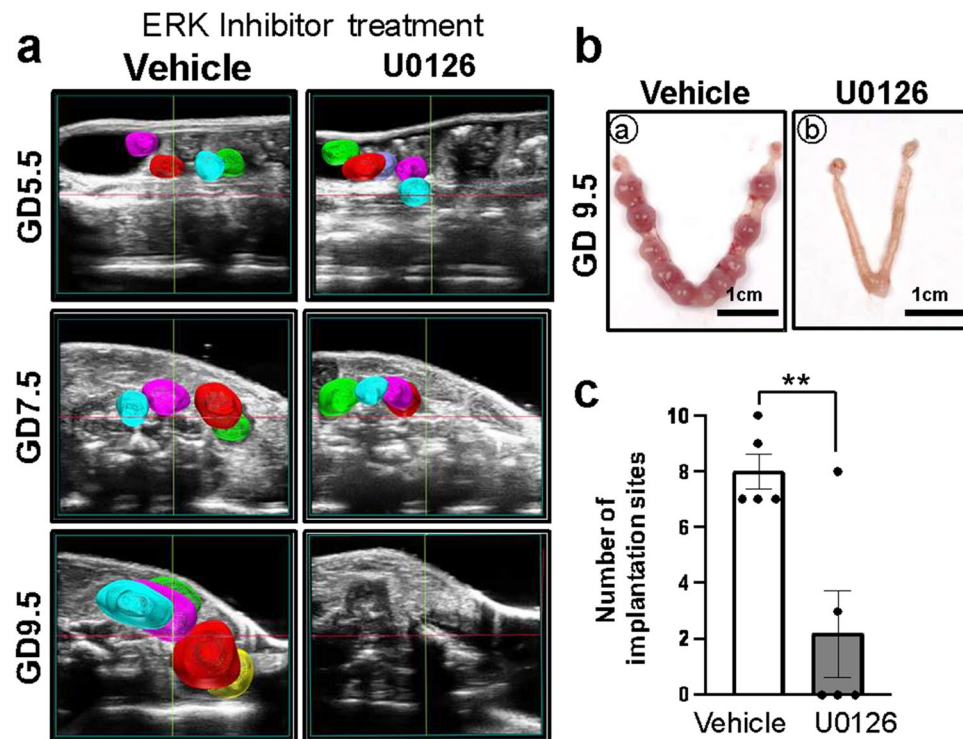 a
ERK Inhibitor treatment
Vehicle
U0126
GD5.5
GD7.5
GD9.5
b
Vehicle
U0126
a
b
GD 9.5
1cm
1cm
c
**
Number of
implantation sites
10
8
6
4
2
0
Vehicle
U0126